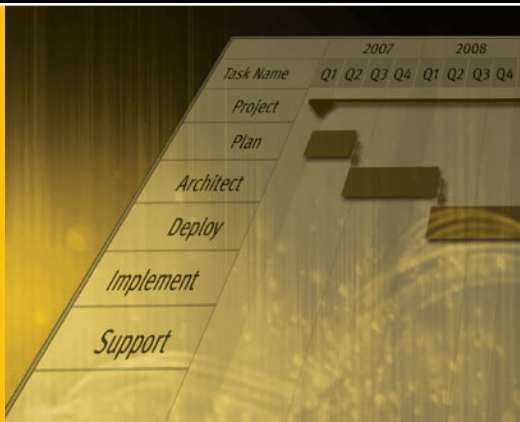 2007 2008
Task Name Q1 Q2 Q3 Q4 Q1 Q2 Q3 Q4
Project
Plan
Architect
Deploy
Implement
Support